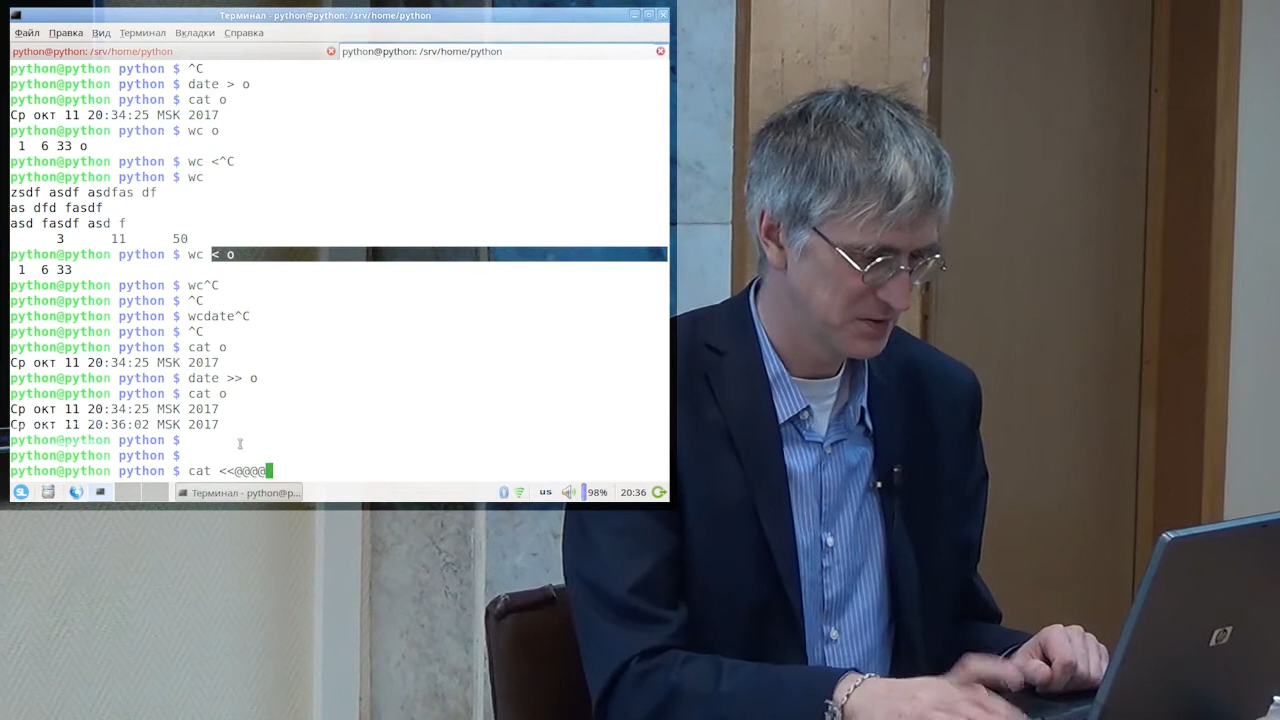 Терминал - python@python: /srv/home/python
Файл Правка Вид Терминал Вкладки Справка
python@python: /srv/home/python python@python: /srv/home/python
python@python python $ ^C
python@python python $ date > o
python@python python $ cat o
Ср окт 11 20:34:25 MSK 2017
python@python python $ wc o
1 6 33 o
python@python python $ wc <^C
python@python python $ wc
zsdf asdf asdfas df
as dfd fasdf
asd fasdf asd f
3 11 50
python@python python $ wc < o
1 6 33
python@python python $ wc^C
python@python python $ ^C
python@python python $ wcdate^C
python@python python $ ^C
python@python python $ cat o
Ср окт 11 20:34:25 MSK 2017
python@python python $ date >> o
python@python python $ cat o
Ср окт 11 20:34:25 MSK 2017
Ср окт 11 20:36:02 MSK 2017
python@python python $
python@python python $
python@python python $ cat <<@@@@
SL Терминал - python@p... us 98% 20:36
hp